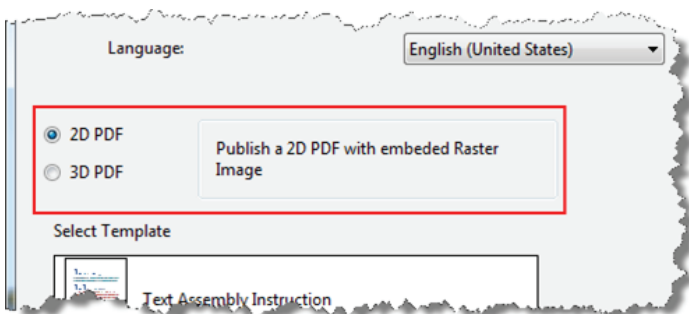 Language:
English (United States)
2D PDF
3D PDF
Publish a 2D PDF with embeded Raster
Image
Select Template
Text Assembly Instruction